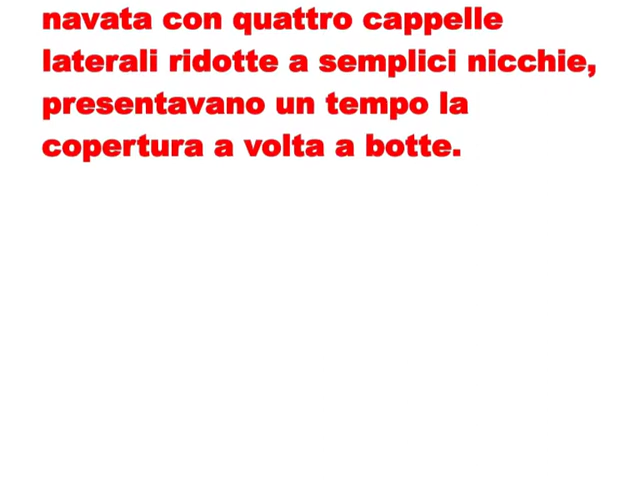 navata con quattro cappelle
laterali ridotte a semplici nicchie,
presentavano un tempo la
copertura a volta a botte.